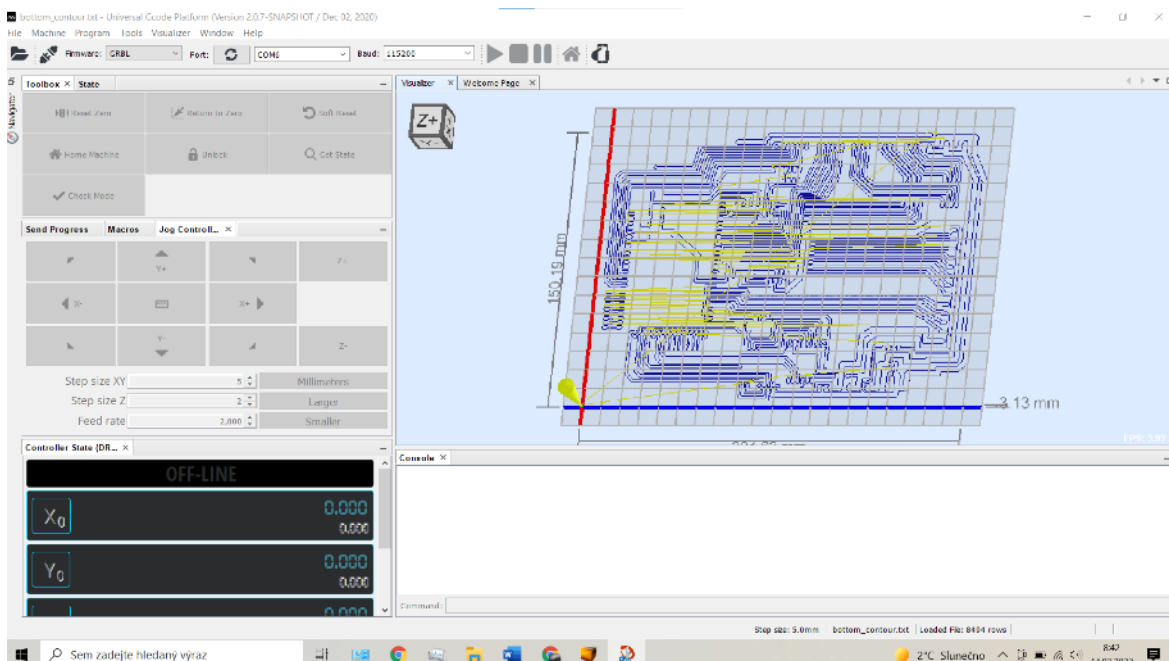 bottom_contour.txt - Universal Gcode Platform (Version 2.0.7-SNAPSHOT / Dec 02, 2020)
File Machine Program Tools Visualizer Window Help
Firmware: GRBL Port: COM6 Baud: 115200
Toolbox × State
Visualizer × Welcome Page ×
Navigator
Reset Zero Return to Zero Soft Reset
Home Machine Unlock Get State
Check Mode
Z+
Y-
150.19 mm
3.13 mm
Send Progress Macros Jog Controll... ×
Y+ Z+
X- X+
Y- Z-
Step size XY 5 Millimeters
Step size Z 2 Larger
Feed rate 2,000 Smaller
Controller State (DR... ×
Console ×
OFF-LINE
X0 0.000
0.000
Y0 0.000
0.000
0.000
Command:
Step size: 5.0mm bottom_contour.txt Loaded File: 8404 rows
Sem zadejte hledaný výraz
2°C Slunečno
8:42